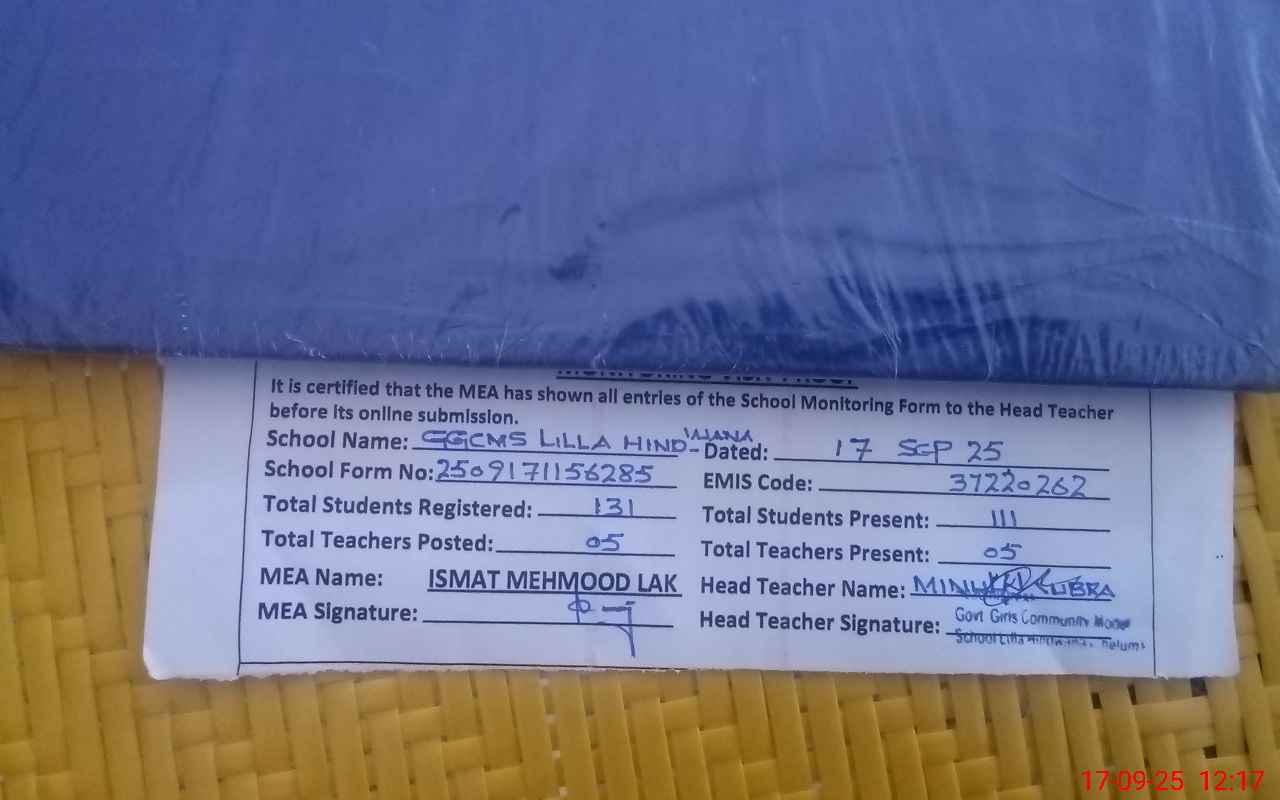 It is certified that the MEA has shown all entries of the School Monitoring Form to the Head Teacher
before its online submission.
School Name: GGCMS LILLA HINDWANA Dated: 17 SEP 25
School Form No: 2509171156285 EMIS Code: 37220262
Total Students Registered: 131 Total Students Present: 111
Total Teachers Posted: 05 Total Teachers Present: 05
MEA Name: ISMAT MEHMOOD LAK Head Teacher Name: KUBRA
MEA Signature: Head Teacher Signature: Govt Girls Community Model
School Lilla
17-09-25 12:17